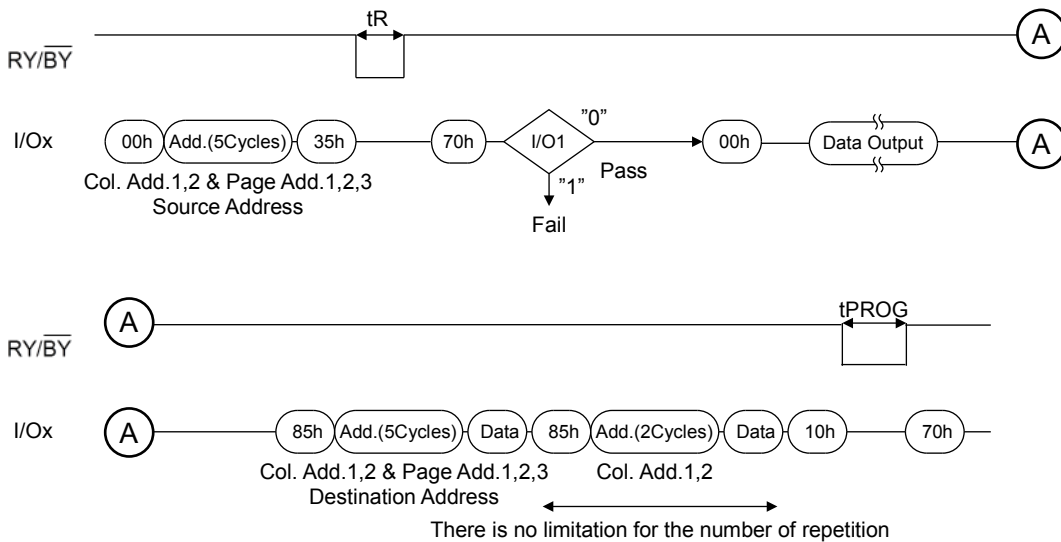 tR
RY/BY
A
I/Ox
00h Add.(5Cycles) 35h 70h I/O1 "0" Pass 00h Data Output A
"1"
Fail
Col. Add.1,2 & Page Add.1,2,3
Source Address
tPROG
A
RY/BY
I/Ox
A 85h Add.(5Cycles) Data 85h Add.(2Cycles) Data 10h 70h
Col. Add.1,2 & Page Add.1,2,3 Col. Add.1,2
Destination Address
There is no limitation for the number of repetition